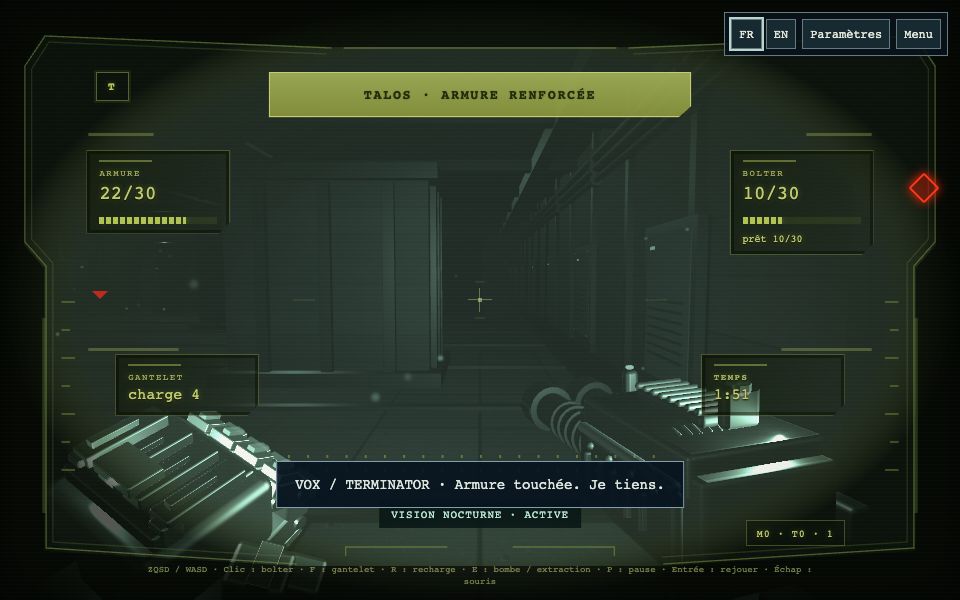 FR EN Paramètres Menu
T
TALOS · ARMURE RENFORCÉE
ARMURE
22/30
BOLTER
10/30
prêt 10/30
GANTELET
charge 4
TEMPS
1:51
VOX / TERMINATOR · Armure touchée. Je tiens.
VISION NOCTURNE · ACTIVE
M0 · T0 · 1
ZQSD / WASD · Clic : bolter · F : gantelet · R : recharge · E : bombe / extraction · P : pause · Entrée : rejouer · Échap :
souris